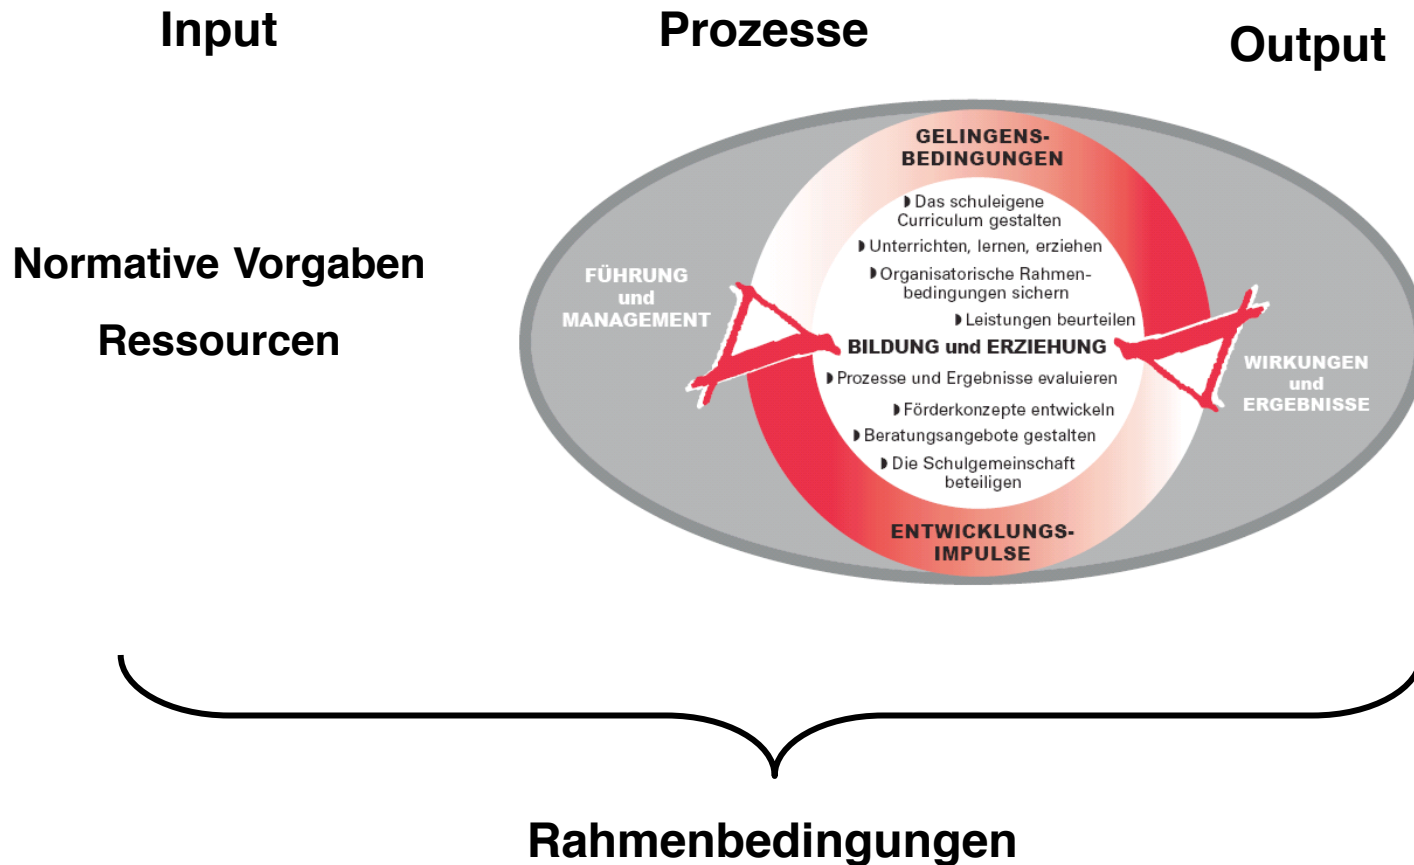 Input
Prozesse
Output
Normative Vorgaben
Ressourcen
FÜHRUNG
und
MANAGEMENT
GELINGENS-
BEDINGUNGEN
◗ Das schuleigene
Curriculum gestalten
◗ Unterrichten, lernen, erziehen
◗ Organisatorische Rahmen-
bedingungen sichern
◗ Leistungen beurteilen
BILDUNG und ERZIEHUNG
◗ Prozesse und Ergebnisse evaluieren
◗ Förderkonzepte entwickeln
◗ Beratungsangebote gestalten
◗ Die Schulgemeinschaft
beteiligen
ENTWICKLUNGS-
IMPULSE
WIRKUNGEN
und
ERGEBNISSE
Rahmenbedingungen